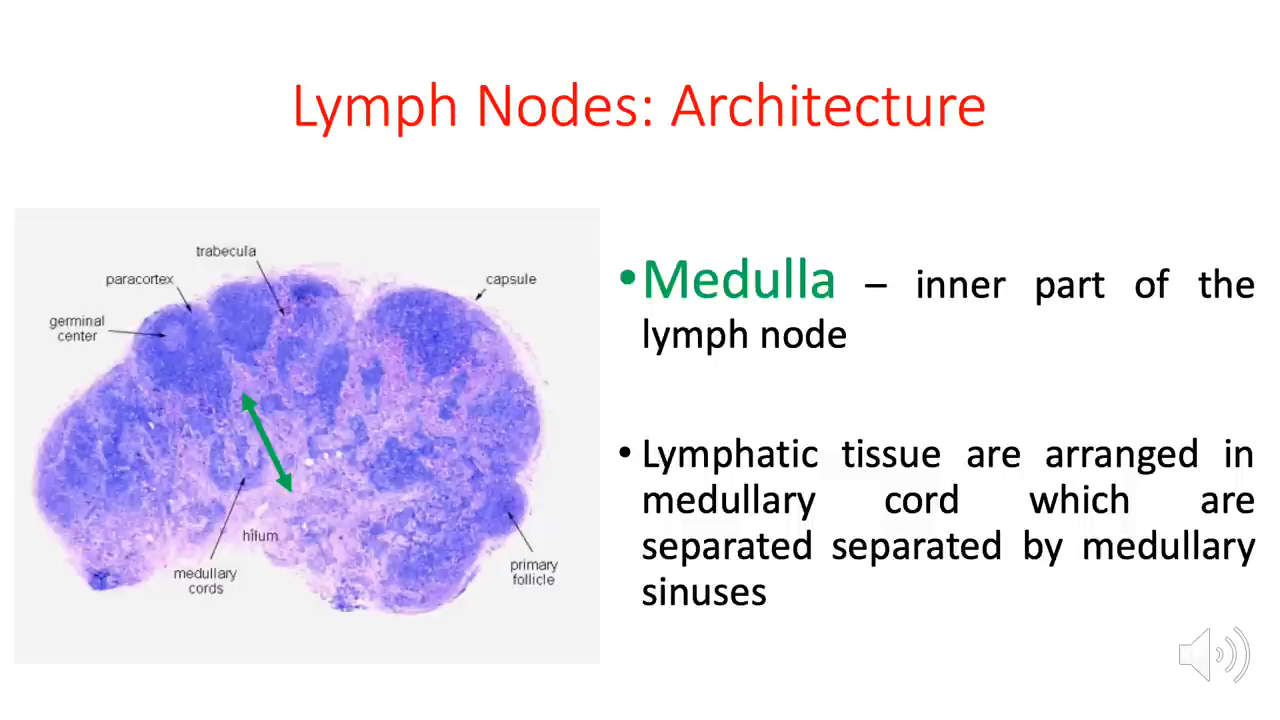 Lymph Nodes: Architecture
trabecula
paracortex
capsule
germinal
center
hilum
medullary
cords
primary
follicle
•Medulla – inner part of the
lymph node
• Lymphatic tissue are arranged in
medullary cord which are
separated separated by medullary
sinuses